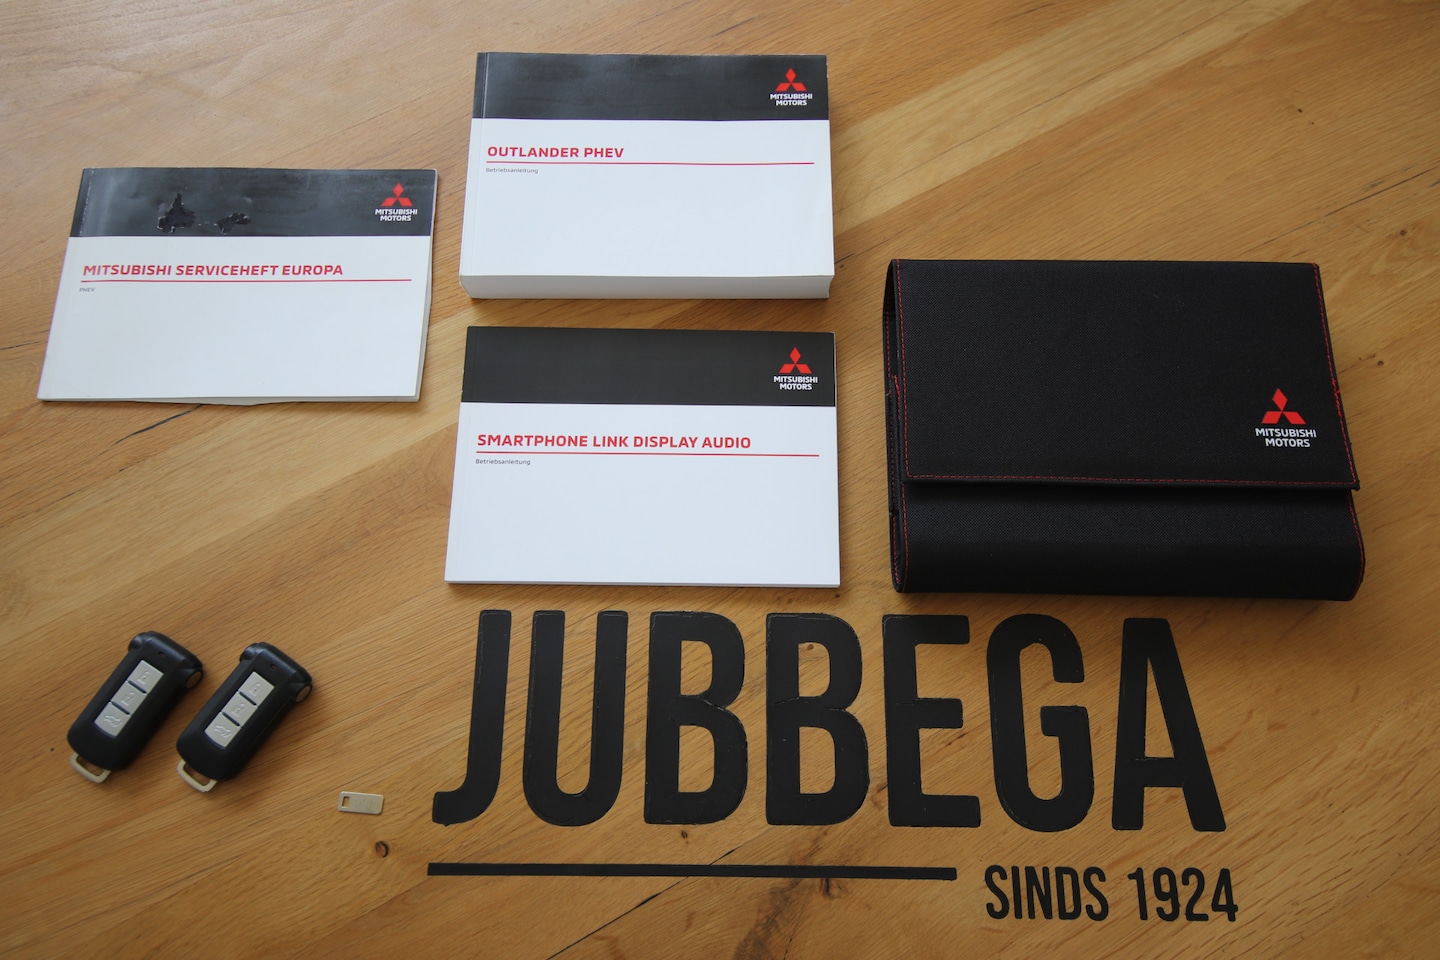 MITSUBISHI
MOTORS
OUTLANDER PHEV
Betriebsanleitung
MITSUBISHI
MOTORS
MITSUBISHI SERVICEHEFT EUROPA
PHEV
MITSUBISHI
MOTORS
SMARTPHONE LINK DISPLAY AUDIO
Betriebsanleitung
MITSUBISHI
MOTORS
JUBBEGA
SINDS 1924